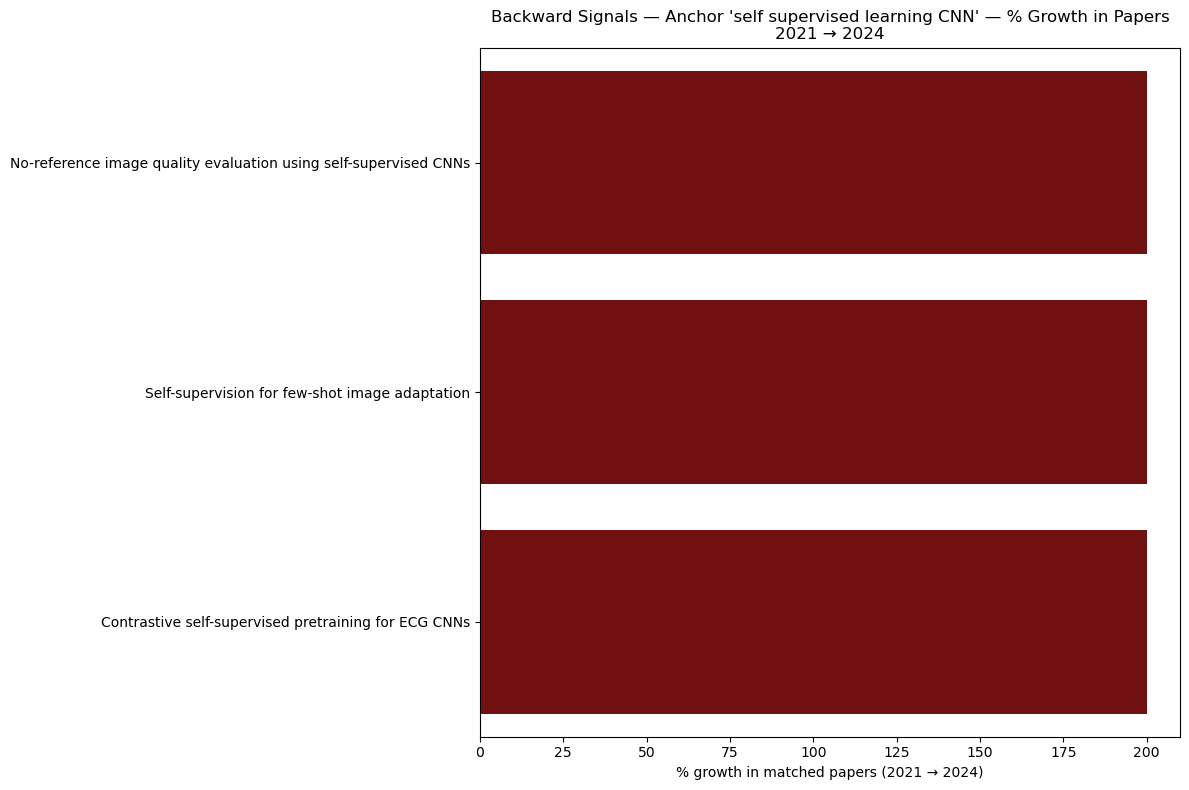 Backward Signals — Anchor 'self supervised learning CNN' — % Growth in Papers
2021 → 2024
No-reference image quality evaluation using self-supervised CNNs
Self-supervision for few-shot image adaptation
Contrastive self-supervised pretraining for ECG CNNs
0 25 50 75 100 125 150 175 200
% growth in matched papers (2021 → 2024)